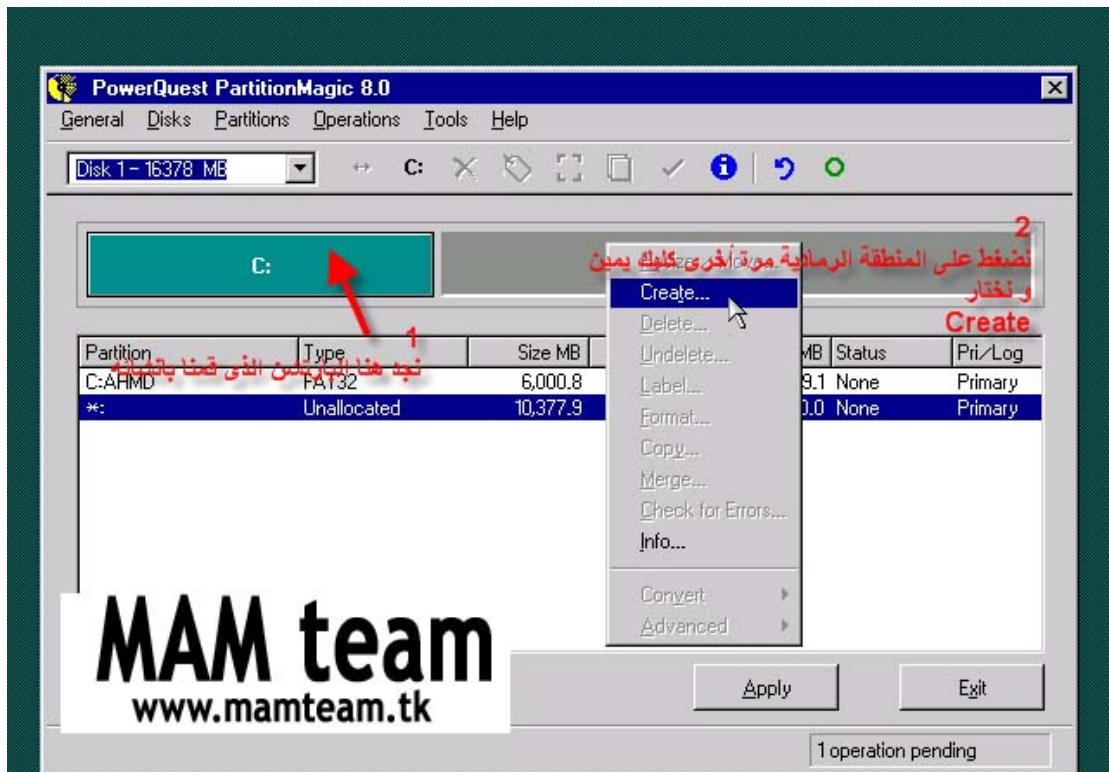 PowerQuest PartitionMagic 8.0
General Disks Partitions Operations Tools Help
Disk 1 - 16378 MB
C:
C:
2
نضغط على المنطقة الرمادية مرة أخرى كليك يمين
و نختار
Create
1
نجد هنا البارتشن الذى قمنا بانشائه
Partition Type Size MB MB Status Pri/Log
C:AHMD FAT32 6,000.8 9.1 None Primary
*: Unallocated 10,377.9 0.0 None Primary
Create...
Delete...
Undelete...
Label...
Format...
Copy...
Merge...
Check for Errors...
Info...
Convert
Advanced
MAM team
www.mamteam.tk
Apply Exit
1 operation pending